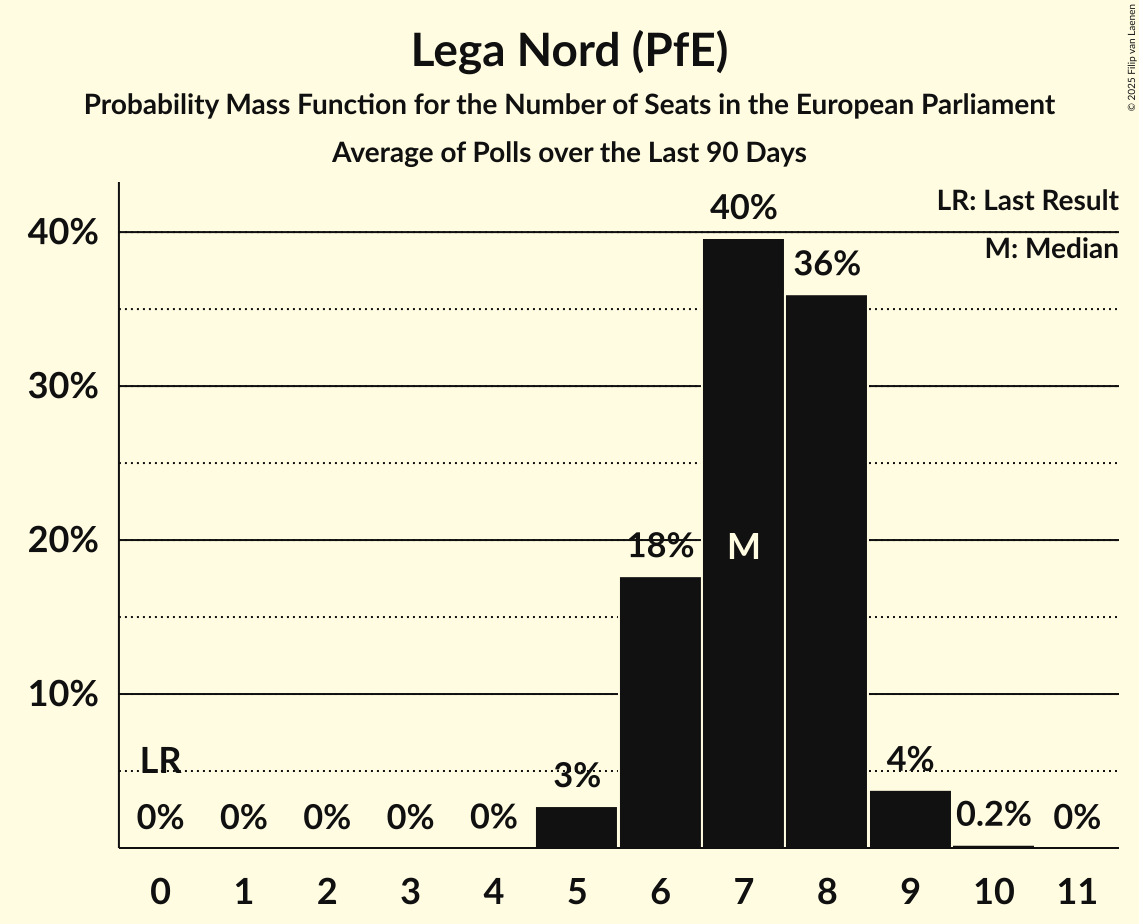 Lega Nord (PfE)
Probability Mass Function for the Number of Seats in the European Parliament
Average of Polls over the Last 90 Days
© 2025 Filip van Laenen
LR: Last Result
M: Median
40%
30%
20%
10%
LR
0%
0%
0%
0%
0%
3%
18%
40%
M
36%
4%
0.2%
0%
0 1 2 3 4 5 6 7 8 9 10 11